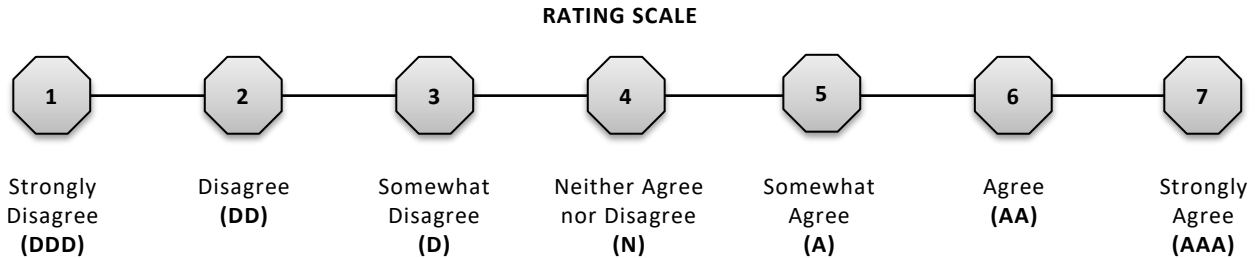 RATING SCALE
1 2 3 4 5 6 7
Strongly Disagree (DDD)
Disagree (DD)
Somewhat Disagree (D)
Neither Agree nor Disagree (N)
Somewhat Agree (A)
Agree (AA)
Strongly Agree (AAA)